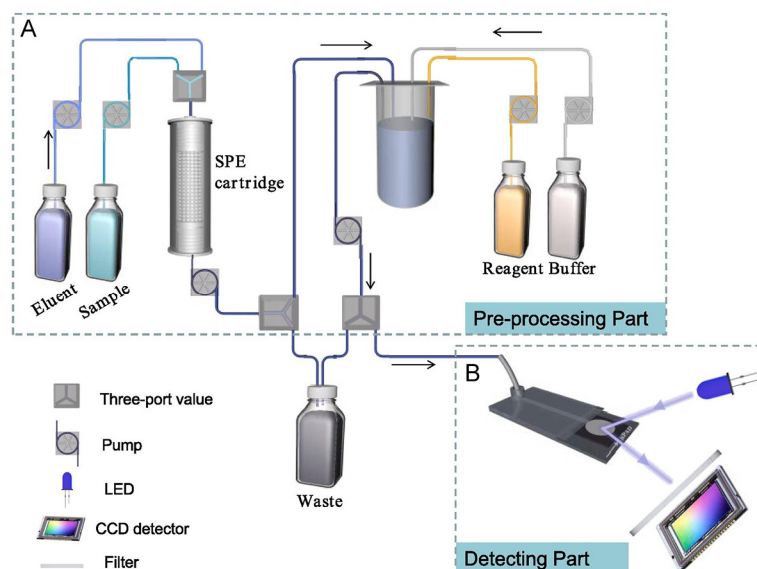 A
SPE
cartridge
Eluent
Sample
Reagent Buffer
Pre-processing Part
B
Three-port value
Pump
LED
CCD detector
Filter
Waste
Detecting Part